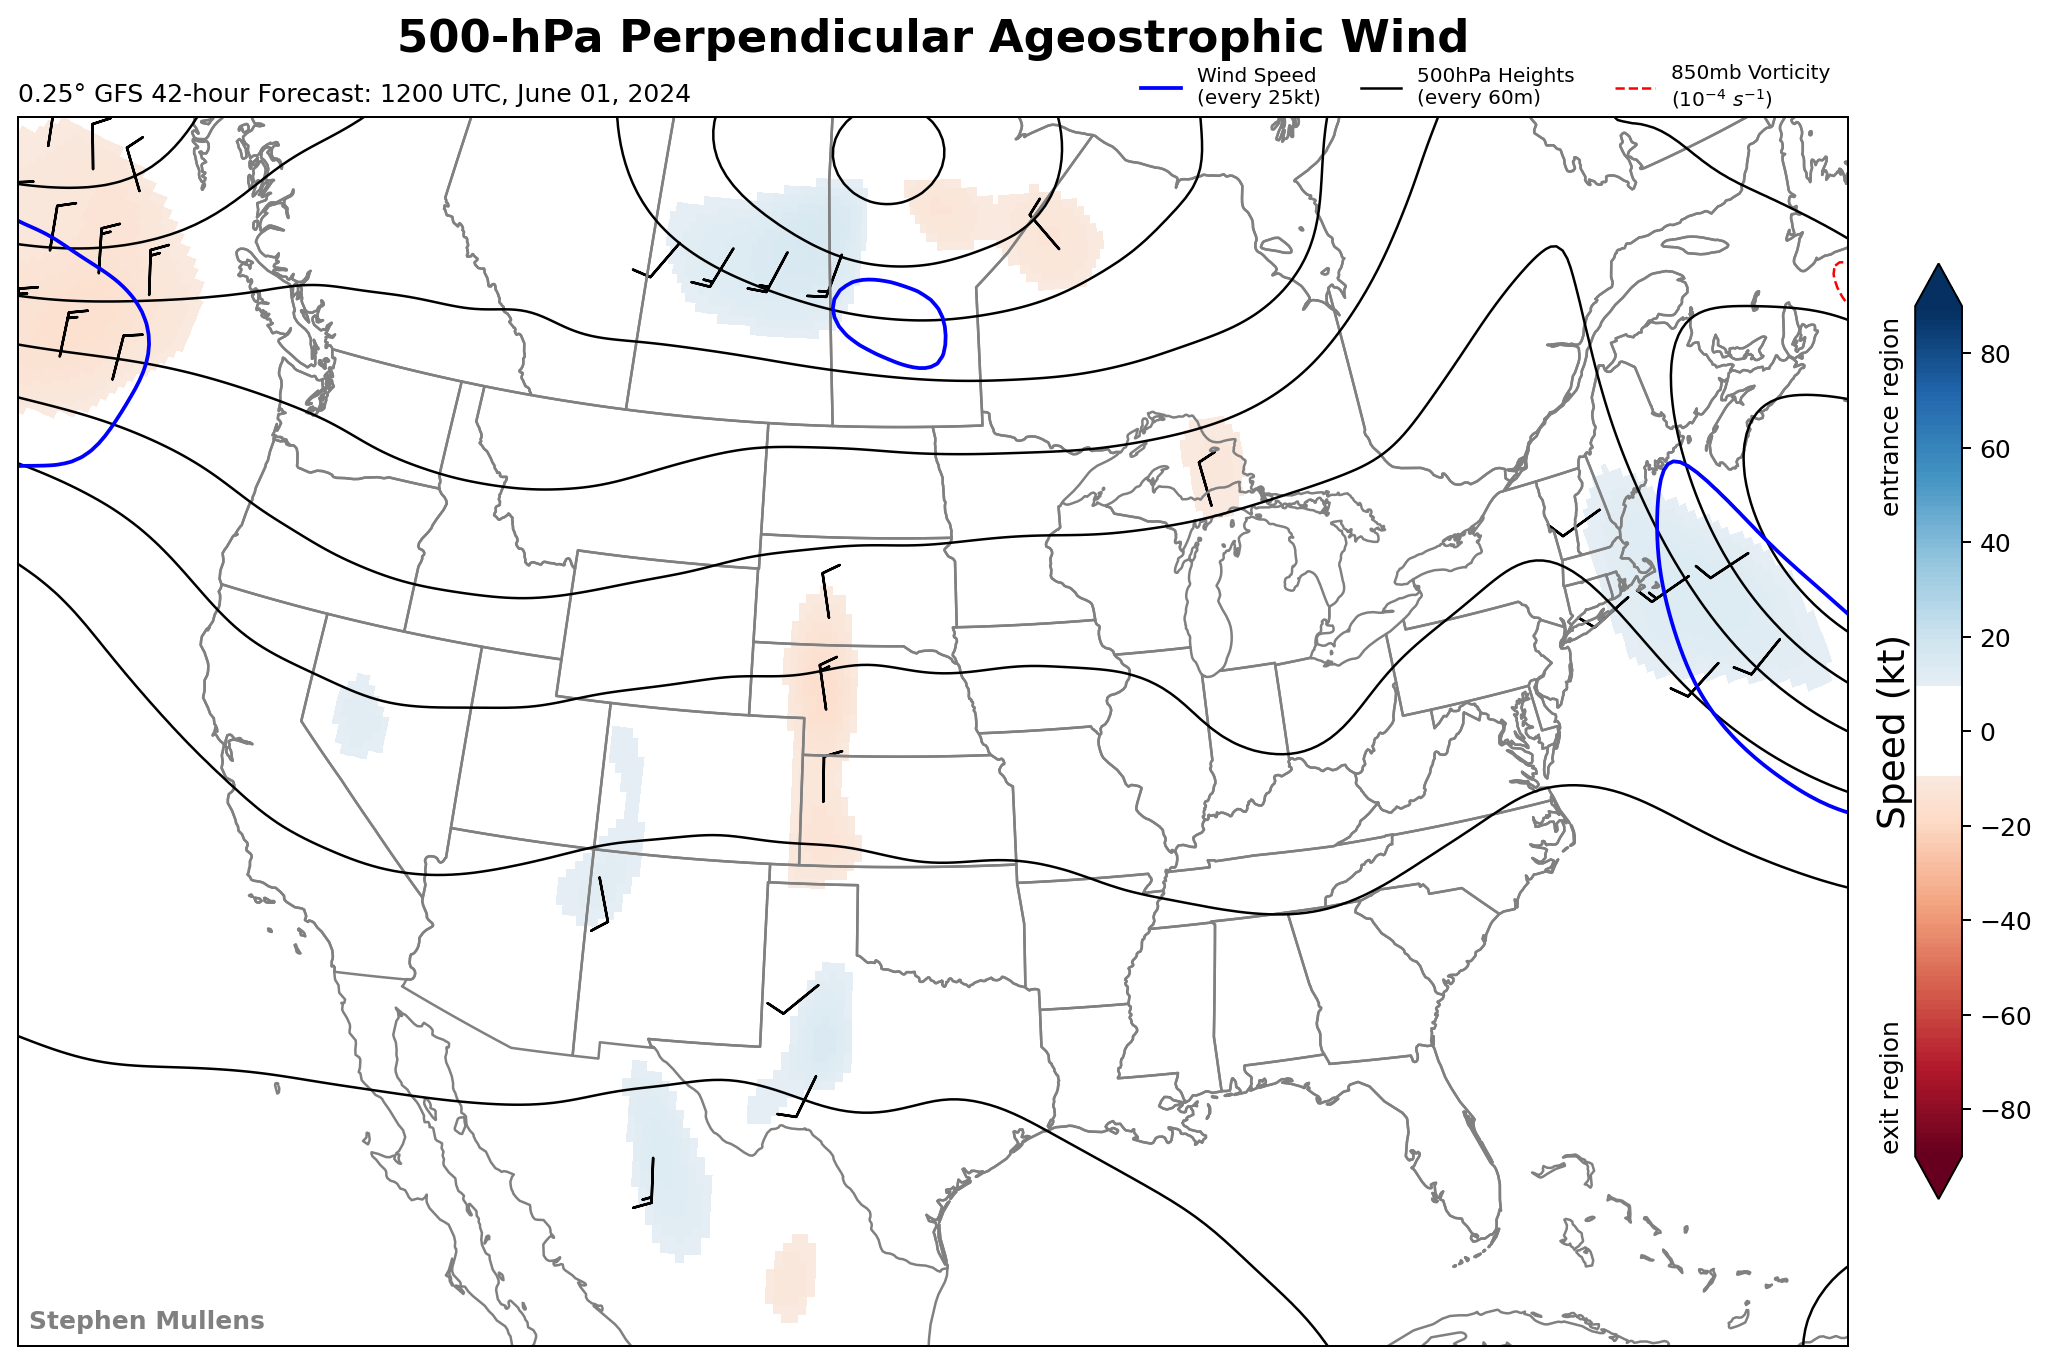 500-hPa Perpendicular Ageostrophic Wind
0.25° GFS 42-hour Forecast: 1200 UTC, June 01, 2024
Wind Speed
(every 25kt)
500hPa Heights
(every 60m)
850mb Vorticity
(10⁻⁴ s⁻¹)
entrance region
Speed (kt)
exit region
80
60
40
20
0
−20
−40
−60
−80
Stephen Mullens